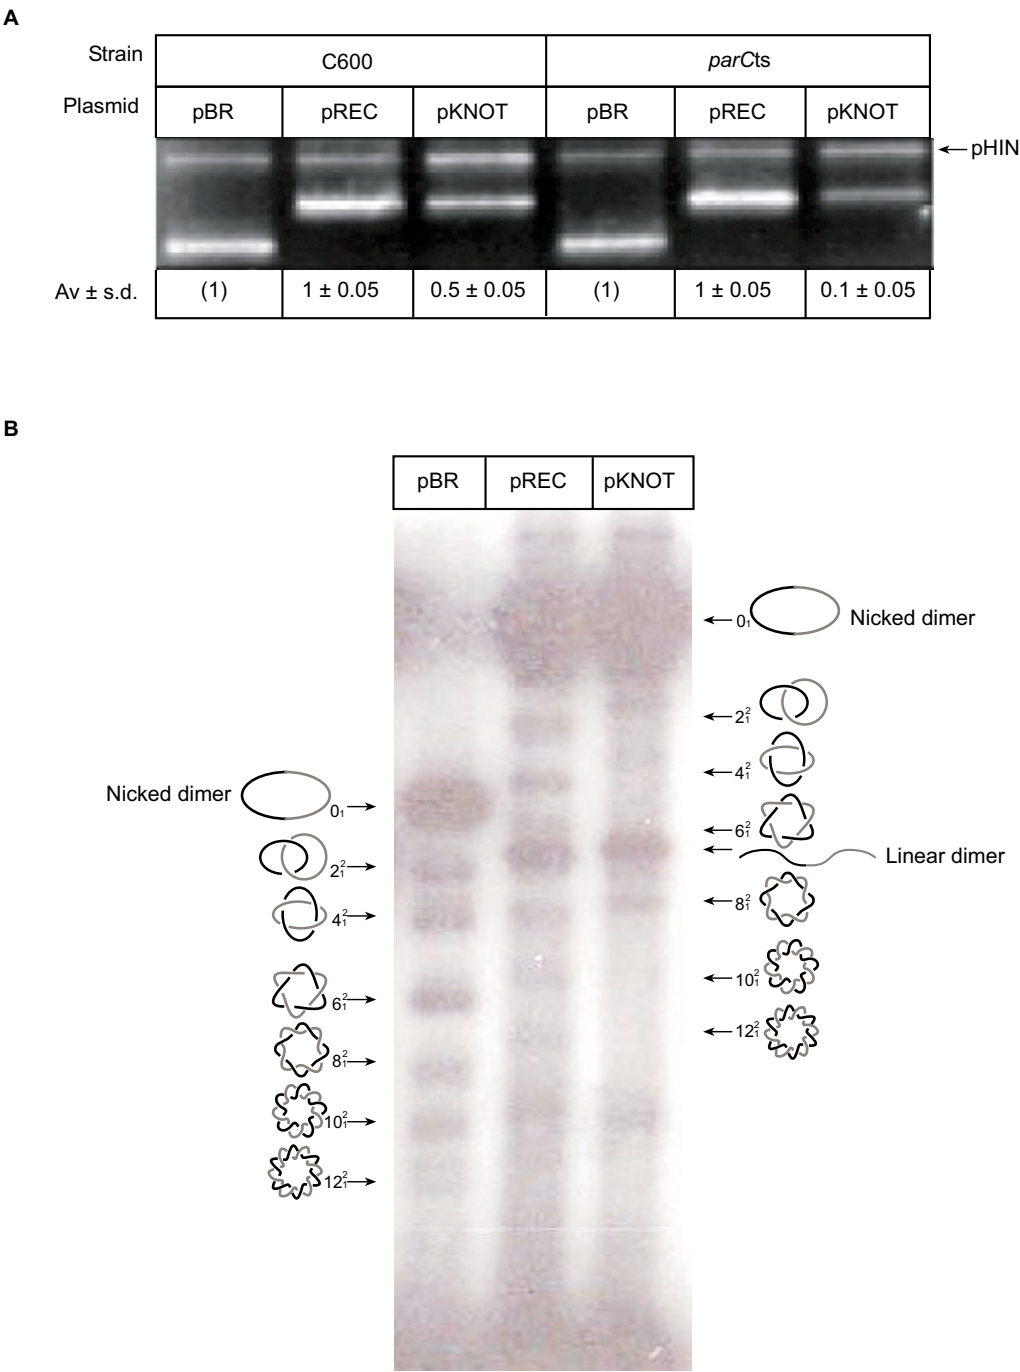 A
Strain C600 parCts
Plasmid pBR pREC pKNOT pBR pREC pKNOT
pHIN
Av ± s.d. (1) 1 ± 0.05 0.5 ± 0.05 (1) 1 ± 0.05 0.1 ± 0.05
B
pBR pREC pKNOT
0₁ Nicked dimer
2²₁
4²₁
Nicked dimer 0₁
6²₁
Linear dimer
2²₁
8²₁
4²₁
10²₁
6²₁
12²₁
8²₁
10²₁
12²₁